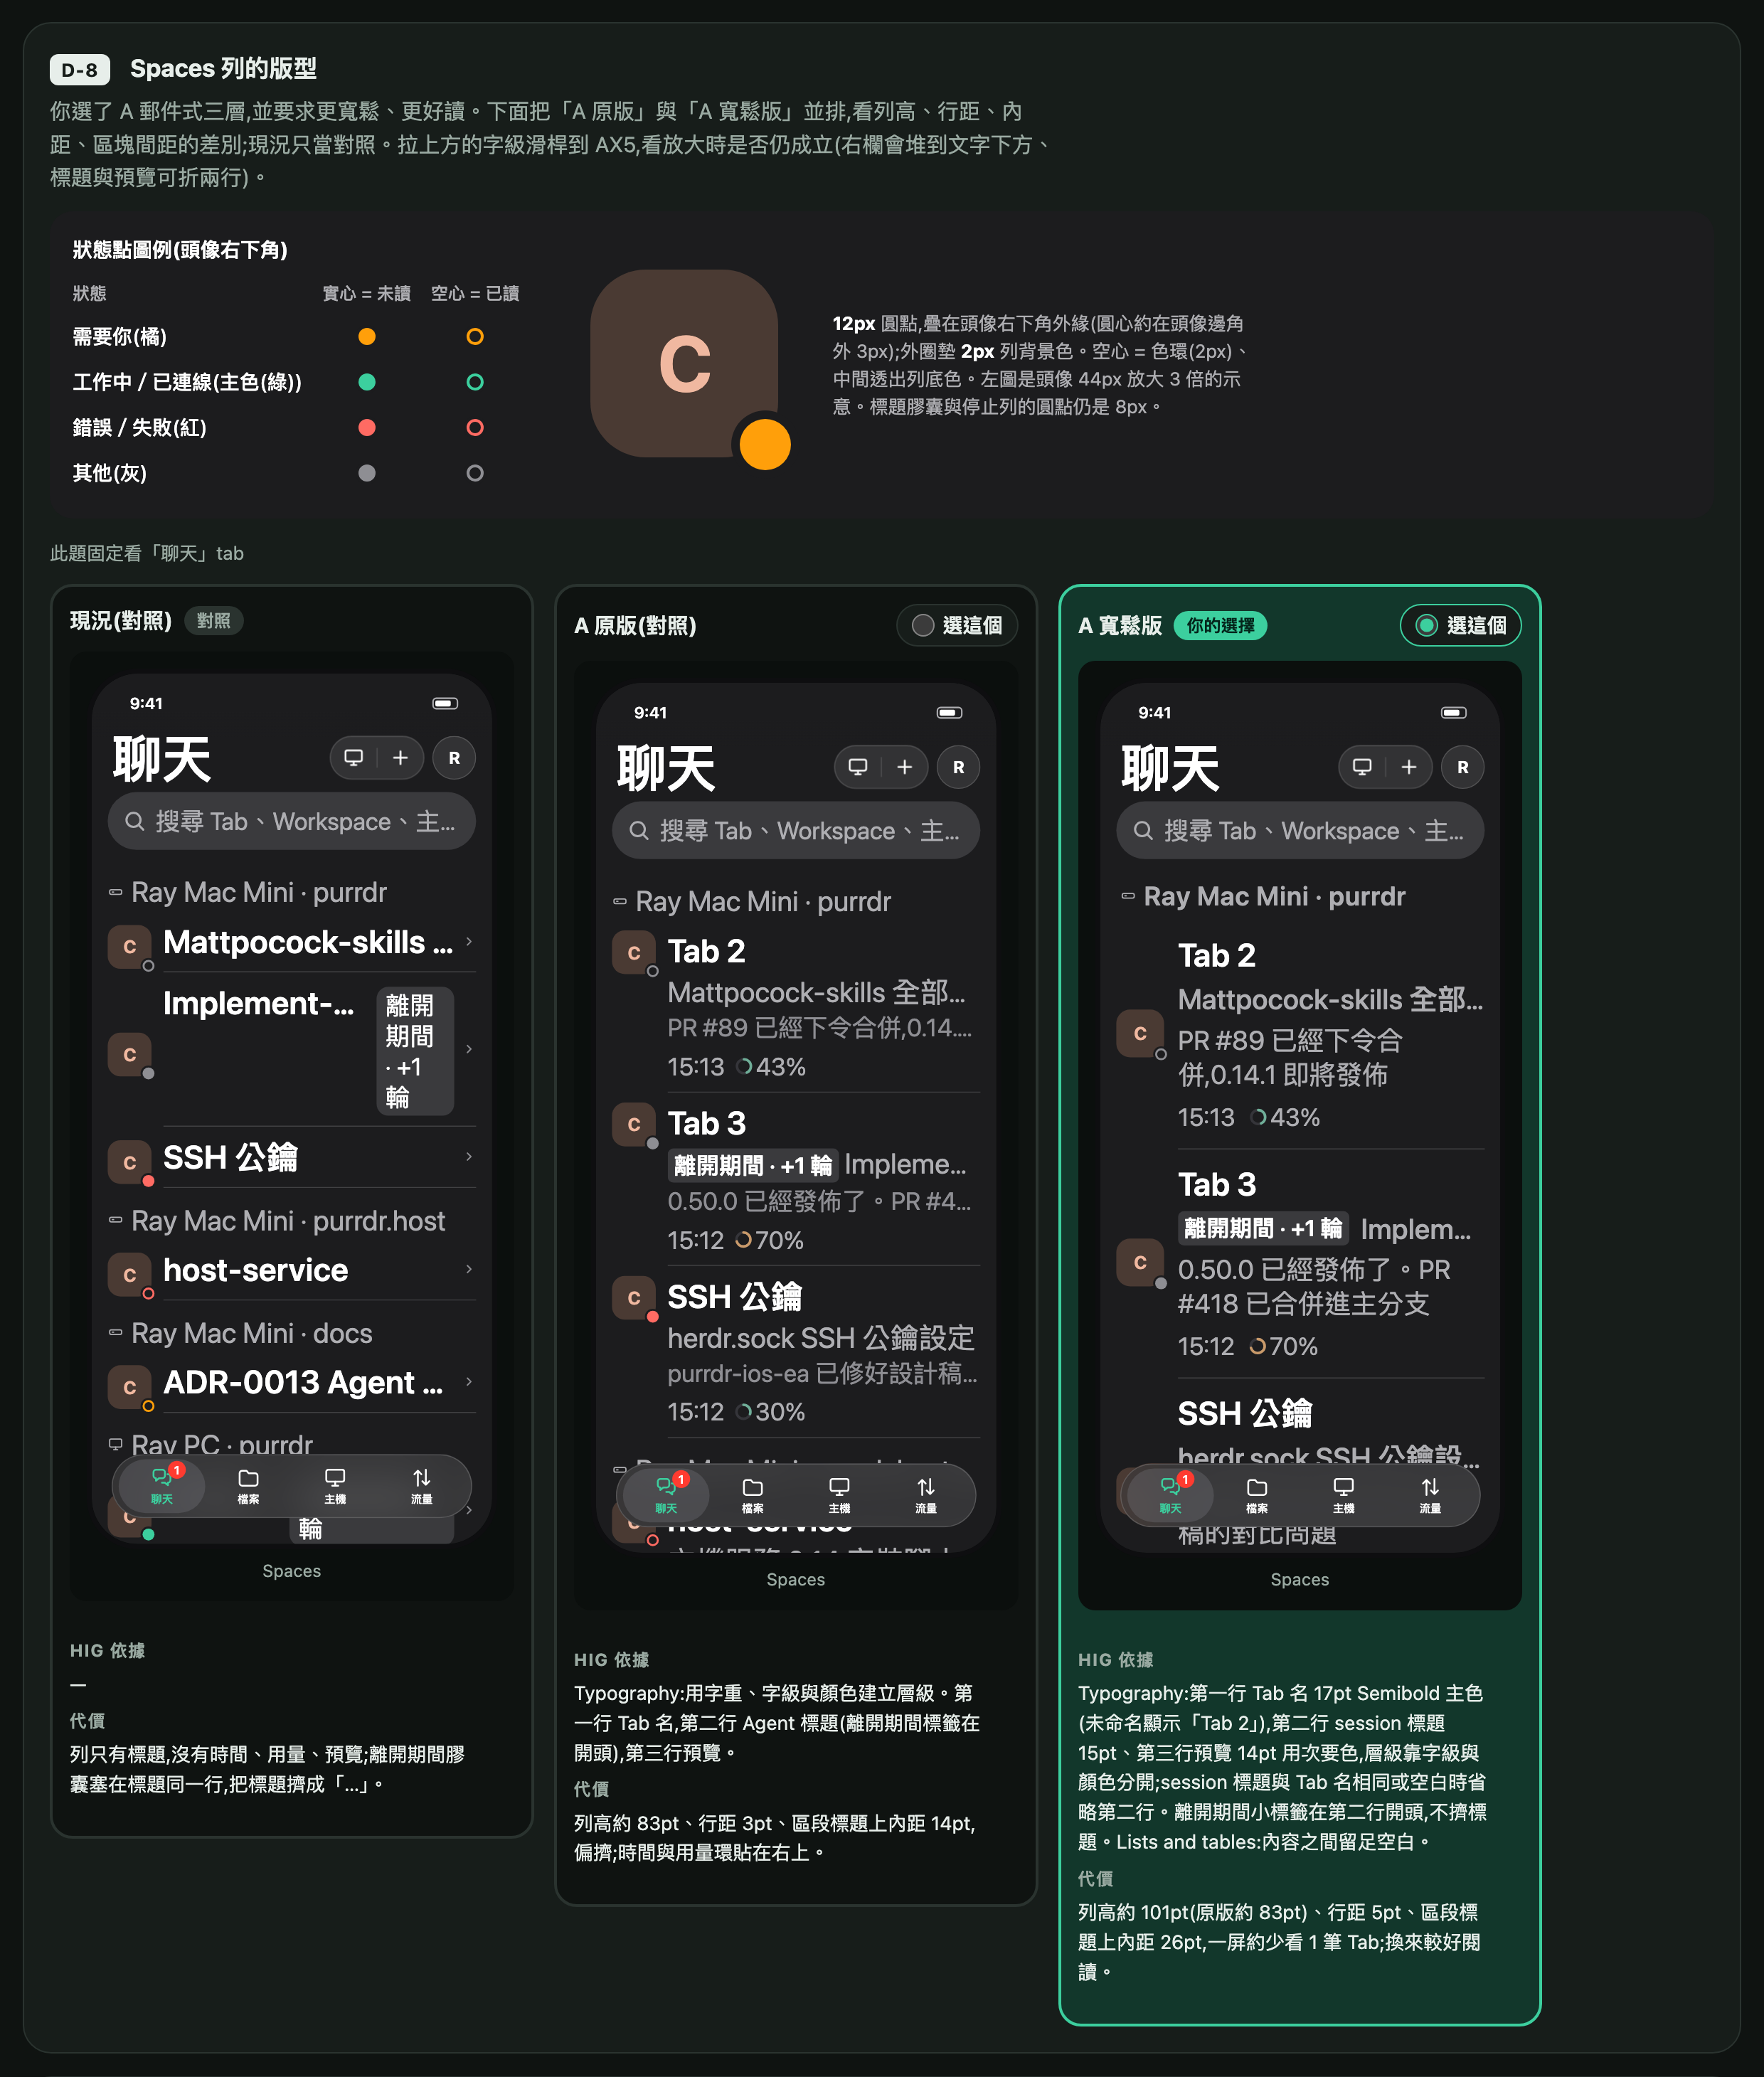 D-8 Spaces 列的版型
你選了 A 郵件式三層,並要求更寬鬆、更好讀。下面把「A 原版」與「A 寬鬆版」並排,看列高、行距、內
距、區塊間距的差別;現況只當對照。拉上方的字級滑桿到 AX5,看放大時是否仍成立(右欄會堆到文字下方、
標題與預覽可折兩行)。
狀態點圖例(頭像右下角)
狀態 實心 = 未讀 空心 = 已讀
需要你(橘)
工作中 / 已連線(主色(綠))
錯誤 / 失敗(紅)
其他(灰)
C
12px 圓點,疊在頭像右下角外緣(圓心約在頭像邊角
外 3px);外圈墊 2px 列背景色。空心 = 色環(2px)、
中間透出列底色。左圖是頭像 44px 放大 3 倍的示
意。標題膠囊與停止列的圓點仍是 8px。
此題固定看「聊天」tab
現況(對照) 對照
9:41
聊天
R
搜尋 Tab、Workspace、主...
Ray Mac Mini · purrdr
C
Mattpocock-skills ...
C
Implement-...
離開
期間
· +1
輪
C
SSH 公鑰
Ray Mac Mini · purrdr.host
C
host-service
Ray Mac Mini · docs
C
ADR-0013 Agent ...
Ray PC · purrdr
1
聊天
檔案
主機
流量
C
輪
Spaces
HIG 依據
—
代價
列只有標題,沒有時間、用量、預覽;離開期間膠
囊塞在標題同一行,把標題擠成「...」。
A 原版(對照) 選這個
9:41
聊天
R
搜尋 Tab、Workspace、主...
Ray Mac Mini · purrdr
C
Tab 2
Mattpocock-skills 全部...
PR #89 已經下令合併,0.14....
15:13 43%
C
Tab 3
離開期間 · +1 輪 Impleme...
0.50.0 已經發佈了。PR #4...
15:12 70%
C
SSH 公鑰
herdr.sock SSH 公鑰設定
purrdr-ios-ea 已修好設計稿...
15:12 30%
1
聊天
檔案
主機
流量
host-service
Spaces
HIG 依據
Typography:用字重、字級與顏色建立層級。第
一行 Tab 名,第二行 Agent 標題(離開期間標籤在
開頭),第三行預覽。
代價
列高約 83pt、行距 3pt、區段標題上內距 14pt,
偏擠;時間與用量環貼在右上。
A 寬鬆版 你的選擇 選這個
9:41
聊天
R
搜尋 Tab、Workspace、主...
Ray Mac Mini · purrdr
C
Tab 2
Mattpocock-skills 全部...
PR #89 已經下令合
併,0.14.1 即將發佈
15:13 43%
C
Tab 3
離開期間 · +1 輪 Implem...
0.50.0 已經發佈了。PR
#418 已合併進主分支
15:12 70%
SSH 公鑰
herdr.sock SSH 公鑰設...
1
聊天
檔案
主機
流量
稿的對比問題
Spaces
HIG 依據
Typography:第一行 Tab 名 17pt Semibold 主色
(未命名顯示「Tab 2」),第二行 session 標題
15pt、第三行預覽 14pt 用次要色,層級靠字級與
顏色分開;session 標題與 Tab 名相同或空白時省
略第二行。離開期間小標籤在第二行開頭,不擠標
題。Lists and tables:內容之間留足空白。
代價
列高約 101pt(原版約 83pt)、行距 5pt、區段標
題上內距 26pt,一屏約少看 1 筆 Tab;換來較好閱
讀。